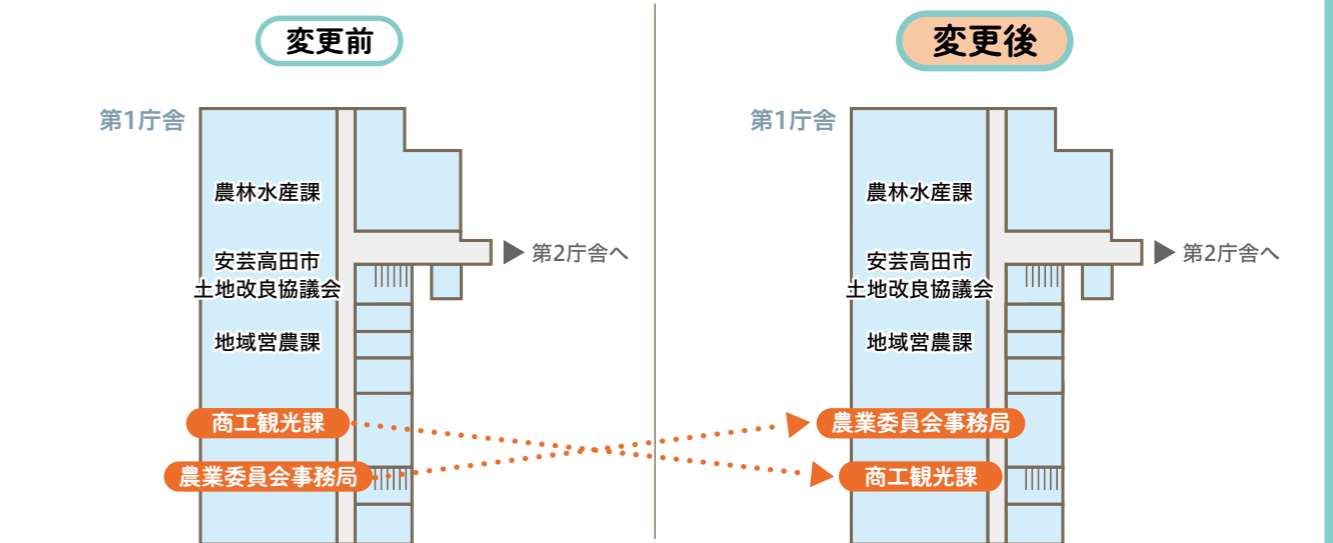 変更前
第1庁舎
農林水産課
安芸高田市
土地改良協議会
地域営農課
商工観光課
農業委員会事務局
第2庁舎へ
変更後
第1庁舎
農林水産課
安芸高田市
土地改良協議会
地域営農課
農業委員会事務局
商工観光課
第2庁舎へ